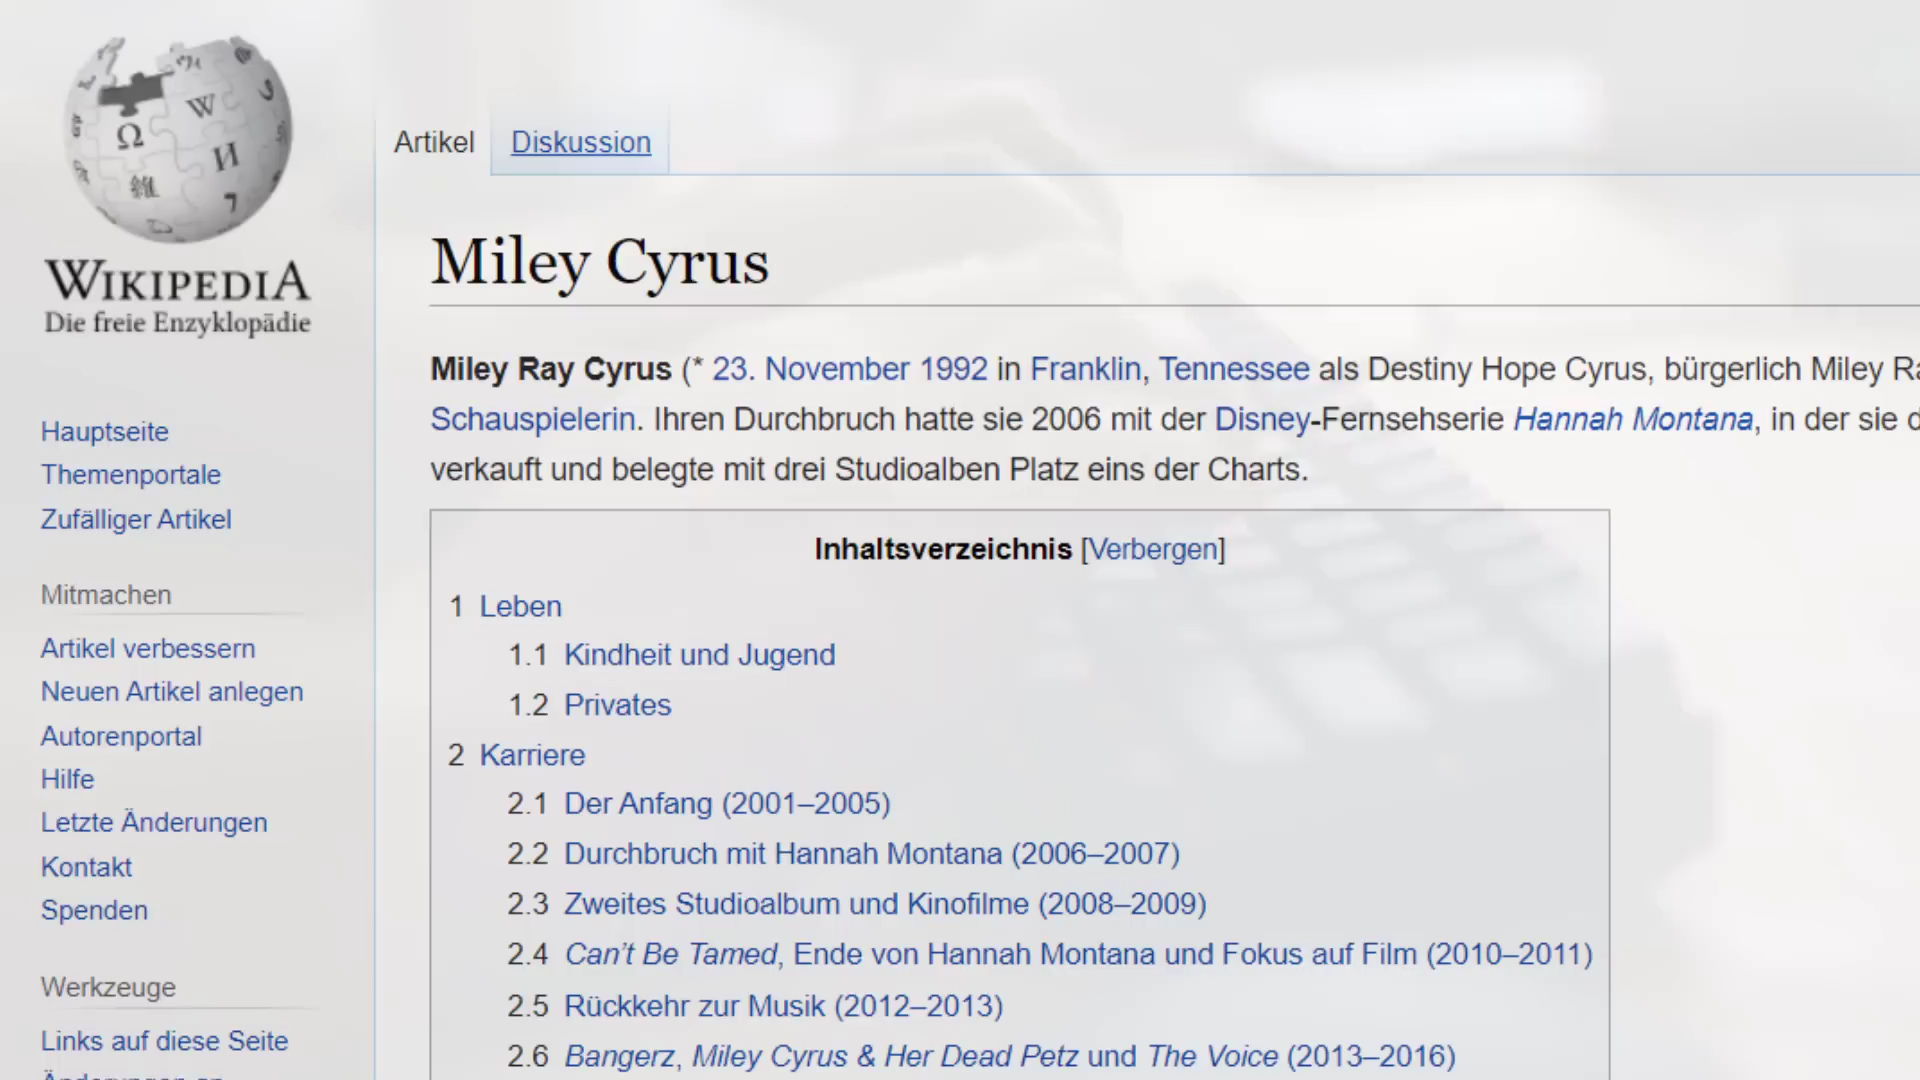 Ω W И 7
WIKIPEDIA
Die freie Enzyklopädie
Hauptseite
Themenportale
Zufälliger Artikel
Mitmachen
Artikel verbessern
Neuen Artikel anlegen
Autorenportal
Hilfe
Letzte Änderungen
Kontakt
Spenden
Werkzeuge
Links auf diese Seite
Artikel Diskussion
Miley Cyrus
Miley Ray Cyrus (* 23. November 1992 in Franklin, Tennessee als Destiny Hope Cyrus, bürgerlich Miley
Schauspielerin. Ihren Durchbruch hatte sie 2006 mit der Disney-Fernsehserie Hannah Montana, in der sie
verkauft und belegte mit drei Studioalben Platz eins der Charts.
Inhaltsverzeichnis [Verbergen]
1 Leben
1.1 Kindheit und Jugend
1.2 Privates
2 Karriere
2.1 Der Anfang (2001–2005)
2.2 Durchbruch mit Hannah Montana (2006–2007)
2.3 Zweites Studioalbum und Kinofilme (2008–2009)
2.4 Can’t Be Tamed, Ende von Hannah Montana und Fokus auf Film (2010–2011)
2.5 Rückkehr zur Musik (2012–2013)
2.6 Bangerz, Miley Cyrus & Her Dead Petz und The Voice (2013–2016)